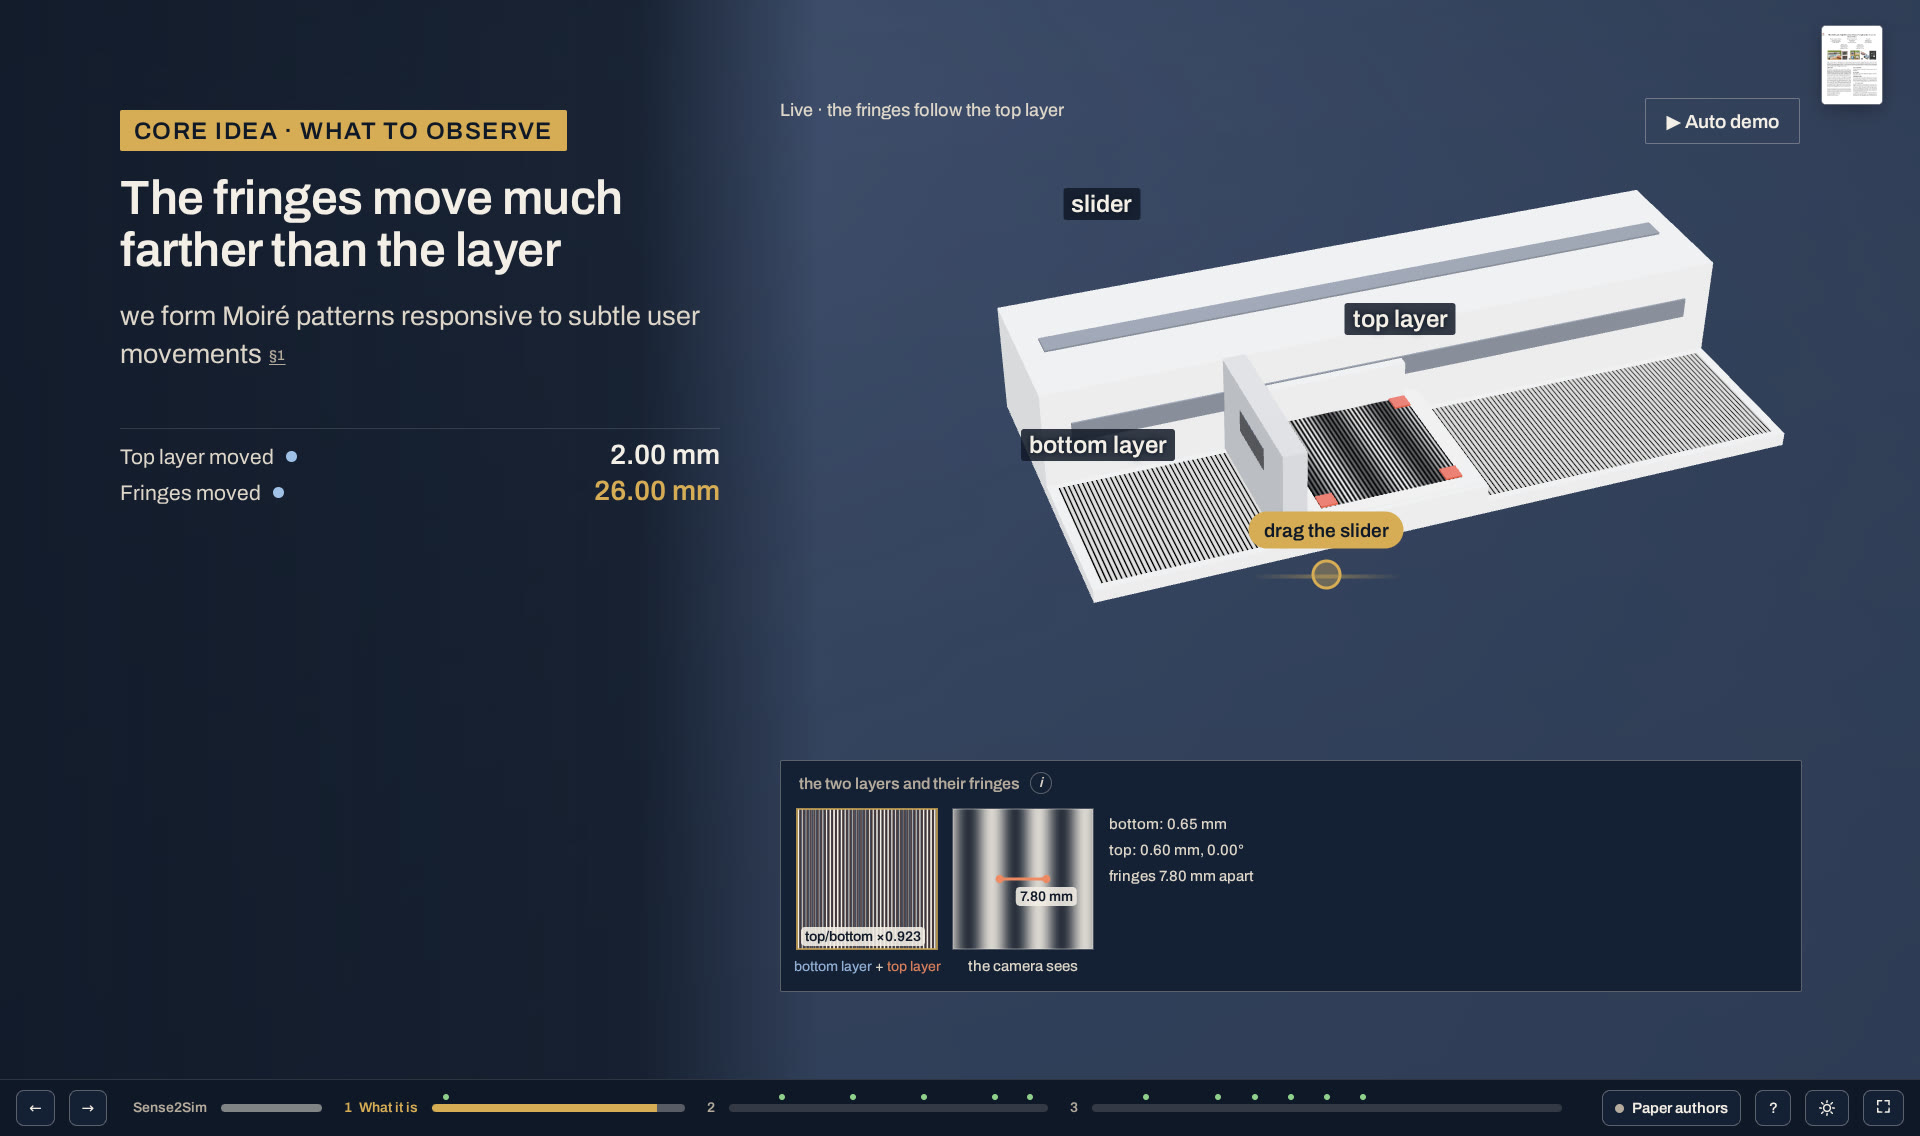 CORE IDEA · WHAT TO OBSERVE
The fringes move much
farther than the layer
we form Moiré patterns responsive to subtle user
movements §1
Top layer moved
2.00 mm
Fringes moved
26.00 mm
Live · the fringes follow the top layer
▶ Auto demo
slider
top layer
bottom layer
drag the slider
the two layers and their fringes i
top/bottom ×0.923
7.80 mm
bottom layer + top layer
the camera sees
bottom: 0.65 mm
top: 0.60 mm, 0.00°
fringes 7.80 mm apart
← → Sense2Sim 1 What it is 2 3 Paper authors ?